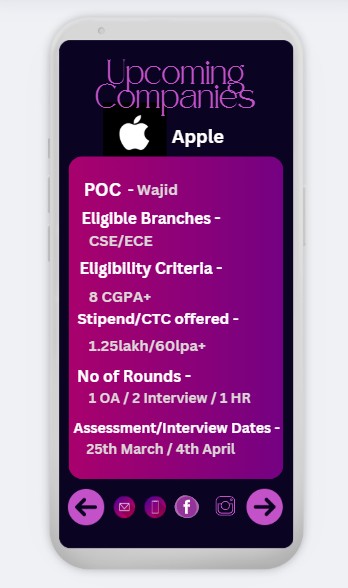 Upcoming
Companies
Apple
POC - Wajid
Eligible Branches -
CSE/ECE
Eligibility Criteria -
8 CGPA+
Stipend/CTC offered -
1.25lakh/60lpa+
No of Rounds -
1 OA / 2 Interview / 1 HR
Assessment/Interview Dates -
25th March / 4th April